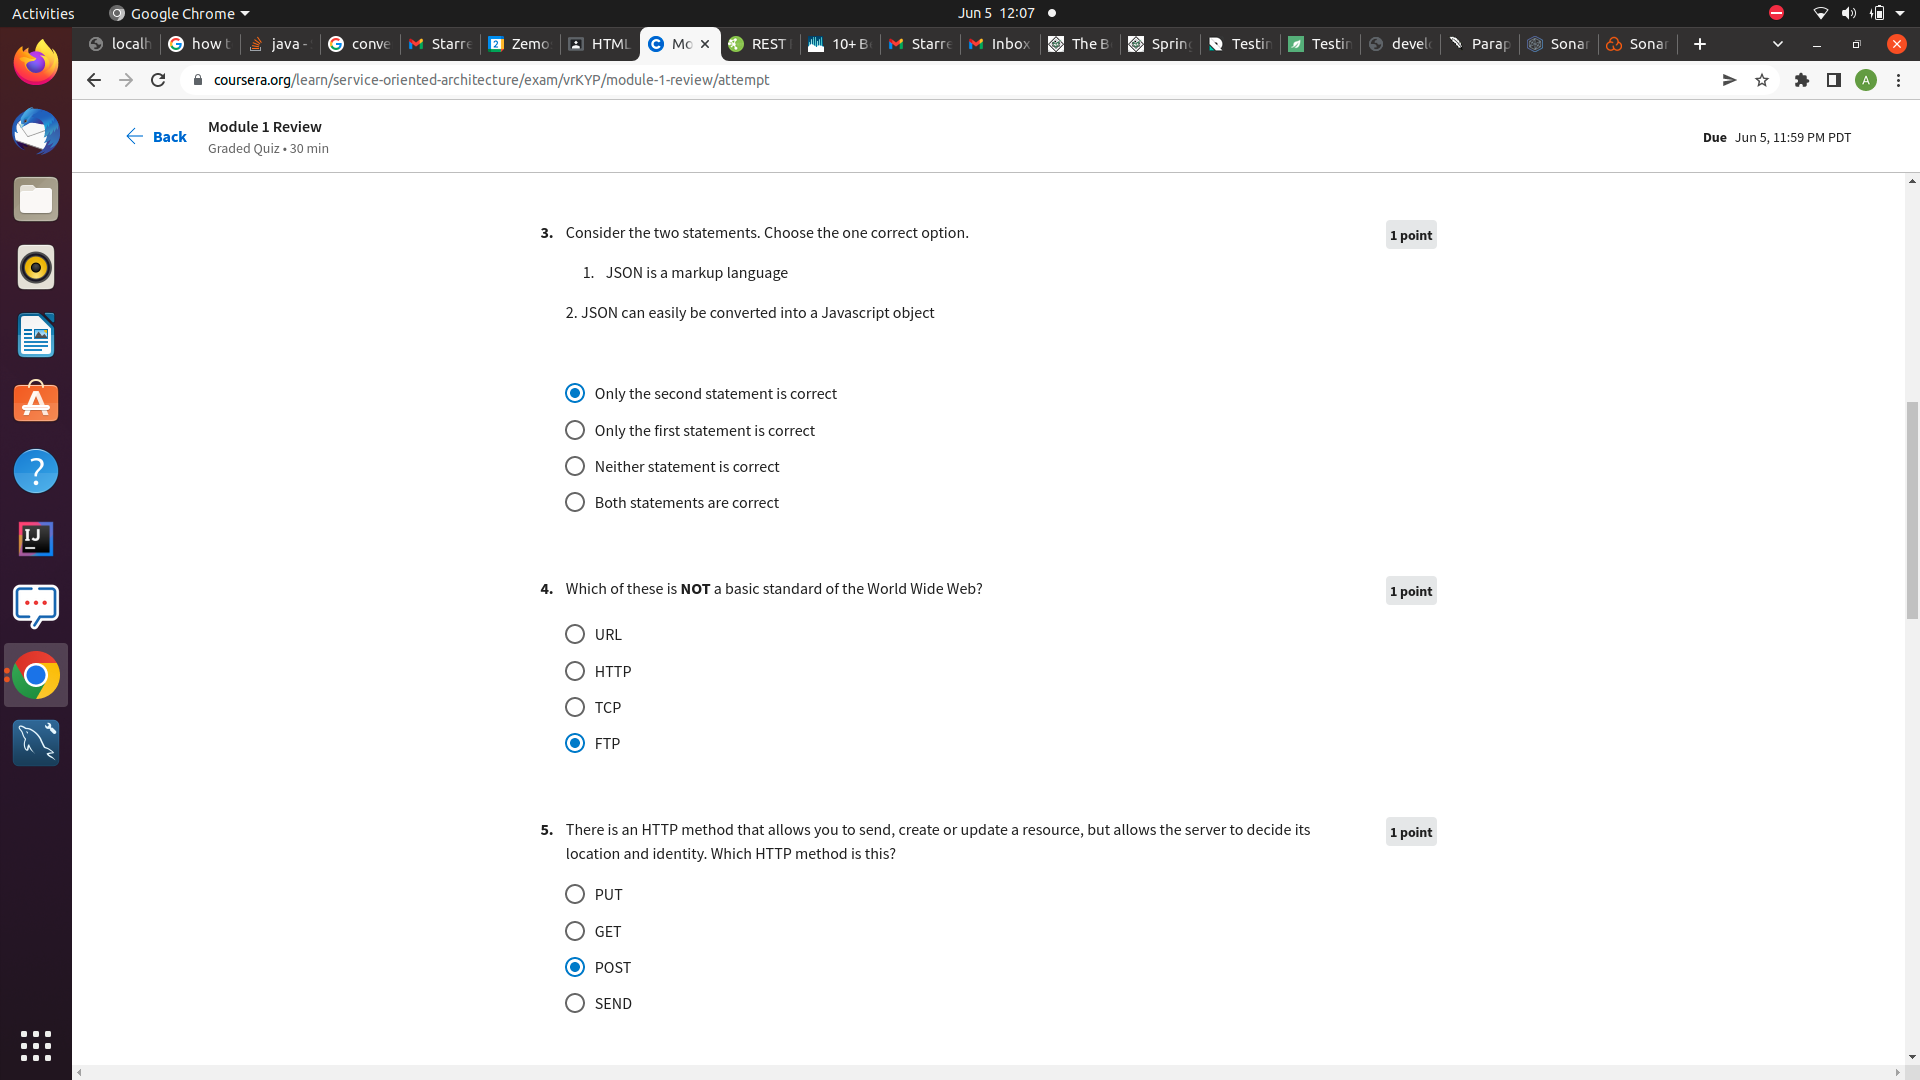 Activities
Google Chrome
Jun 5 12:07
localh
how t
java -
conve
Starre
Zemo
HTML
Mo
REST
10+ B
Starre
Inbox
The B
Spring
Testin
Testin
devel
Parap
Sonar
Sonar
coursera.org/learn/service-oriented-architecture/exam/vrKYP/module-1-review/attempt
A
Back
Module 1 Review
Graded Quiz • 30 min
Due Jun 5, 11:59 PM PDT
3. Consider the two statements. Choose the one correct option.
1 point
1. JSON is a markup language
2. JSON can easily be converted into a Javascript object
Only the second statement is correct
Only the first statement is correct
Neither statement is correct
Both statements are correct
4. Which of these is NOT a basic standard of the World Wide Web?
1 point
URL
HTTP
TCP
FTP
5. There is an HTTP method that allows you to send, create or update a resource, but allows the server to decide its
location and identity. Which HTTP method is this?
1 point
PUT
GET
POST
SEND